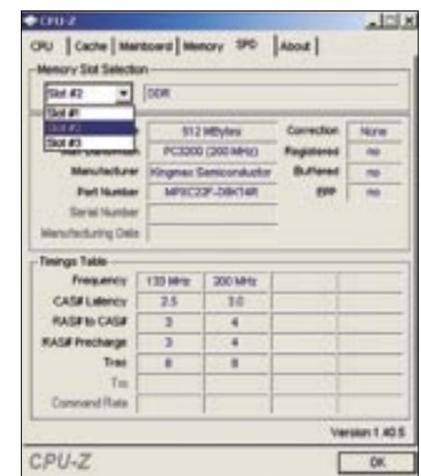 CPU-Z
CPU Cache Mainboard Memory SPD About
Memory Slot Selection
Slot #2 DDR
Slot #1
Slot #2
Slot #3
512 MBytes Correction None
PC3200 (200 MHz) Registered no
Manufacturer Kingmax Semiconductor Buffered no
Part Number EPP no
Serial Number
Manufacturing Date
Timings Table
Frequency 133 MHz 200 MHz
CAS# Latency 2.5 3.0
RAS# to CAS# 3 4
RAS# Precharge 3 4
Tras 6 8
Trc
Command Rate
Version 1.40.5
CPU-Z OK